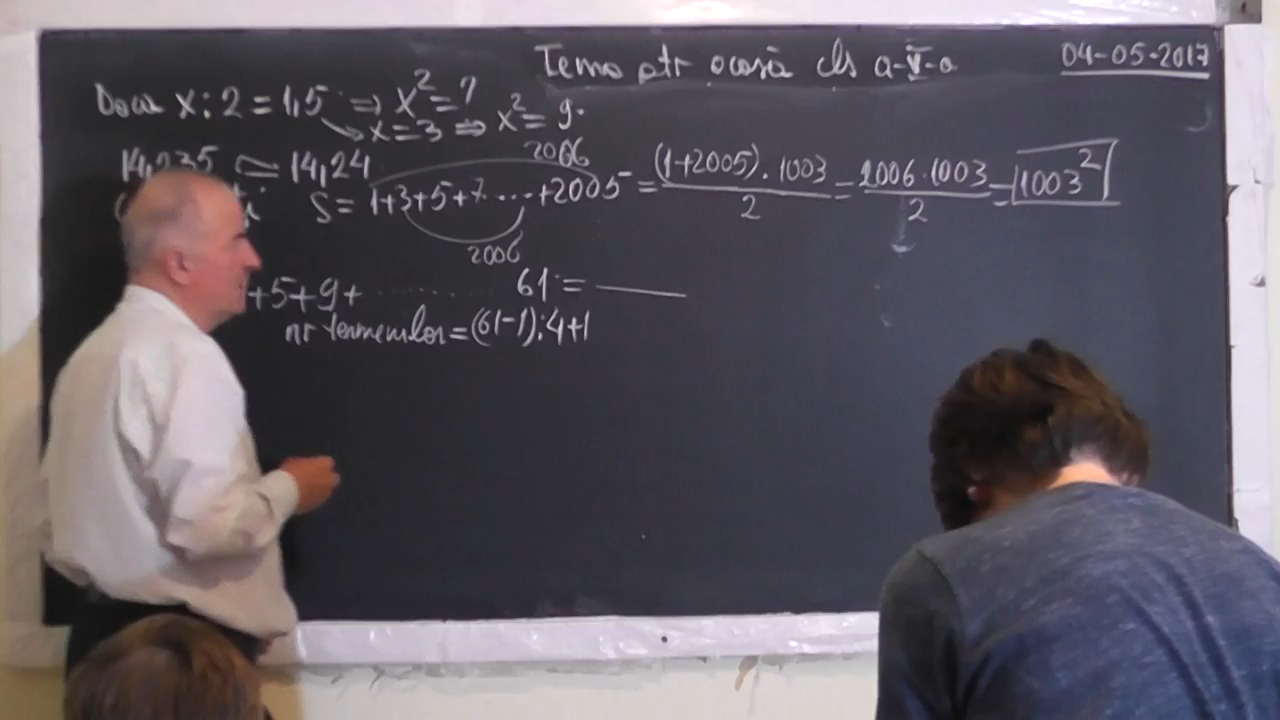 Tema ptr acasă cls a-V-a 04-05-2017
Daca x:2=1,5 ⇒ x²=?
x=3 ⇒ x²=9.
14,235 ≃ 14,24
2006
S= 1+3+5+7....+2005 = (1+2005)·1003/2 = 2006·1003/2 = 1003²
2006
+5+9+.......... 61 = ———
nr termenilor=(61-1):4+1